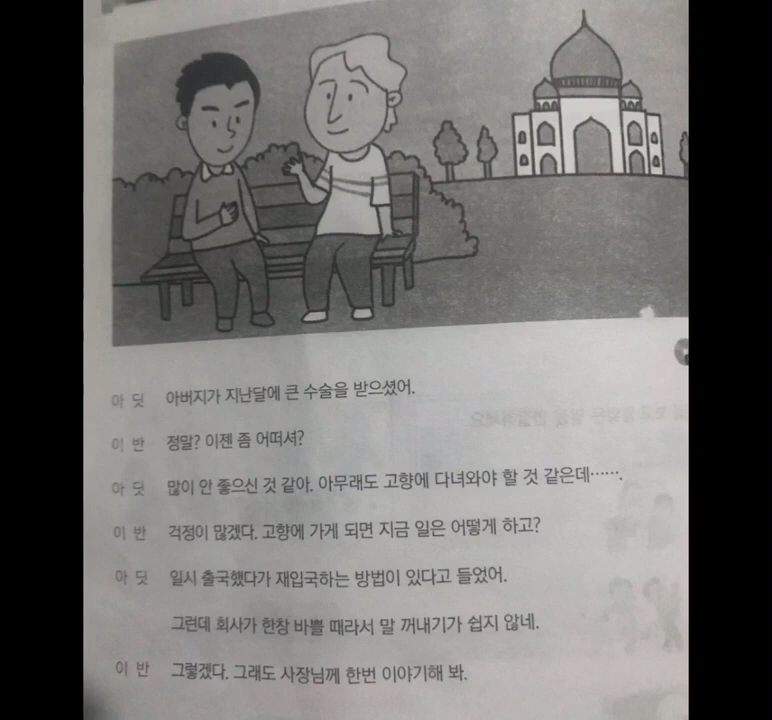 아 딧 아버지가 지난달에 큰 수술을 받으셨어.
이 반 정말? 이젠 좀 어떠셔?
아 딧 많이 안 좋으신 것 같아. 아무래도 고향에 다녀와야 할 것 같은데…….
이 반 걱정이 많겠다. 고향에 가게 되면 지금 일은 어떻게 하고?
아 딧 일시 출국했다가 재입국하는 방법이 있다고 들었어.
그런데 회사가 한창 바쁠 때라서 말 꺼내기가 쉽지 않네.
이 반 그렇겠다. 그래도 사장님께 한번 이야기해 봐.